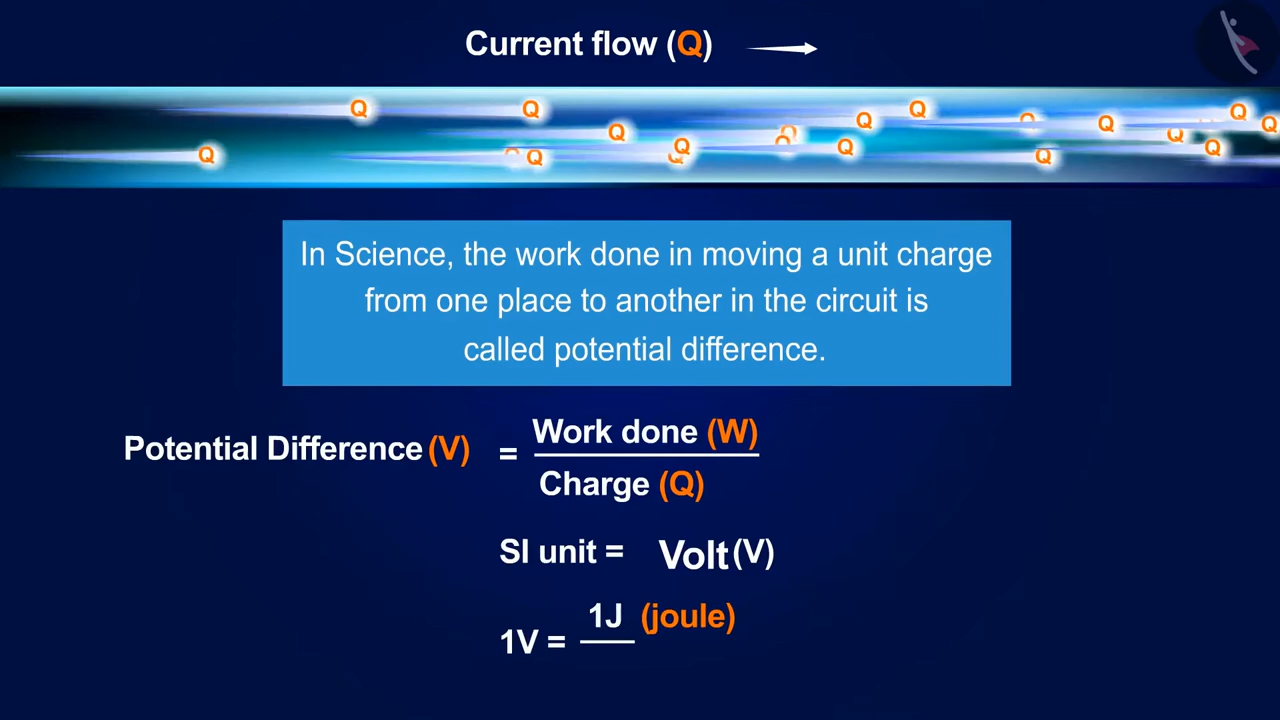 Current flow (Q)
Q Q Q Q Q Q Q Q
Q Q Q Q Q Q Q Q Q Q
In Science, the work done in moving a unit charge
from one place to another in the circuit is
called potential difference.
Potential Difference (V) = Work done (W)
Charge (Q)
SI unit = Volt (V)
1V = 1J (joule)